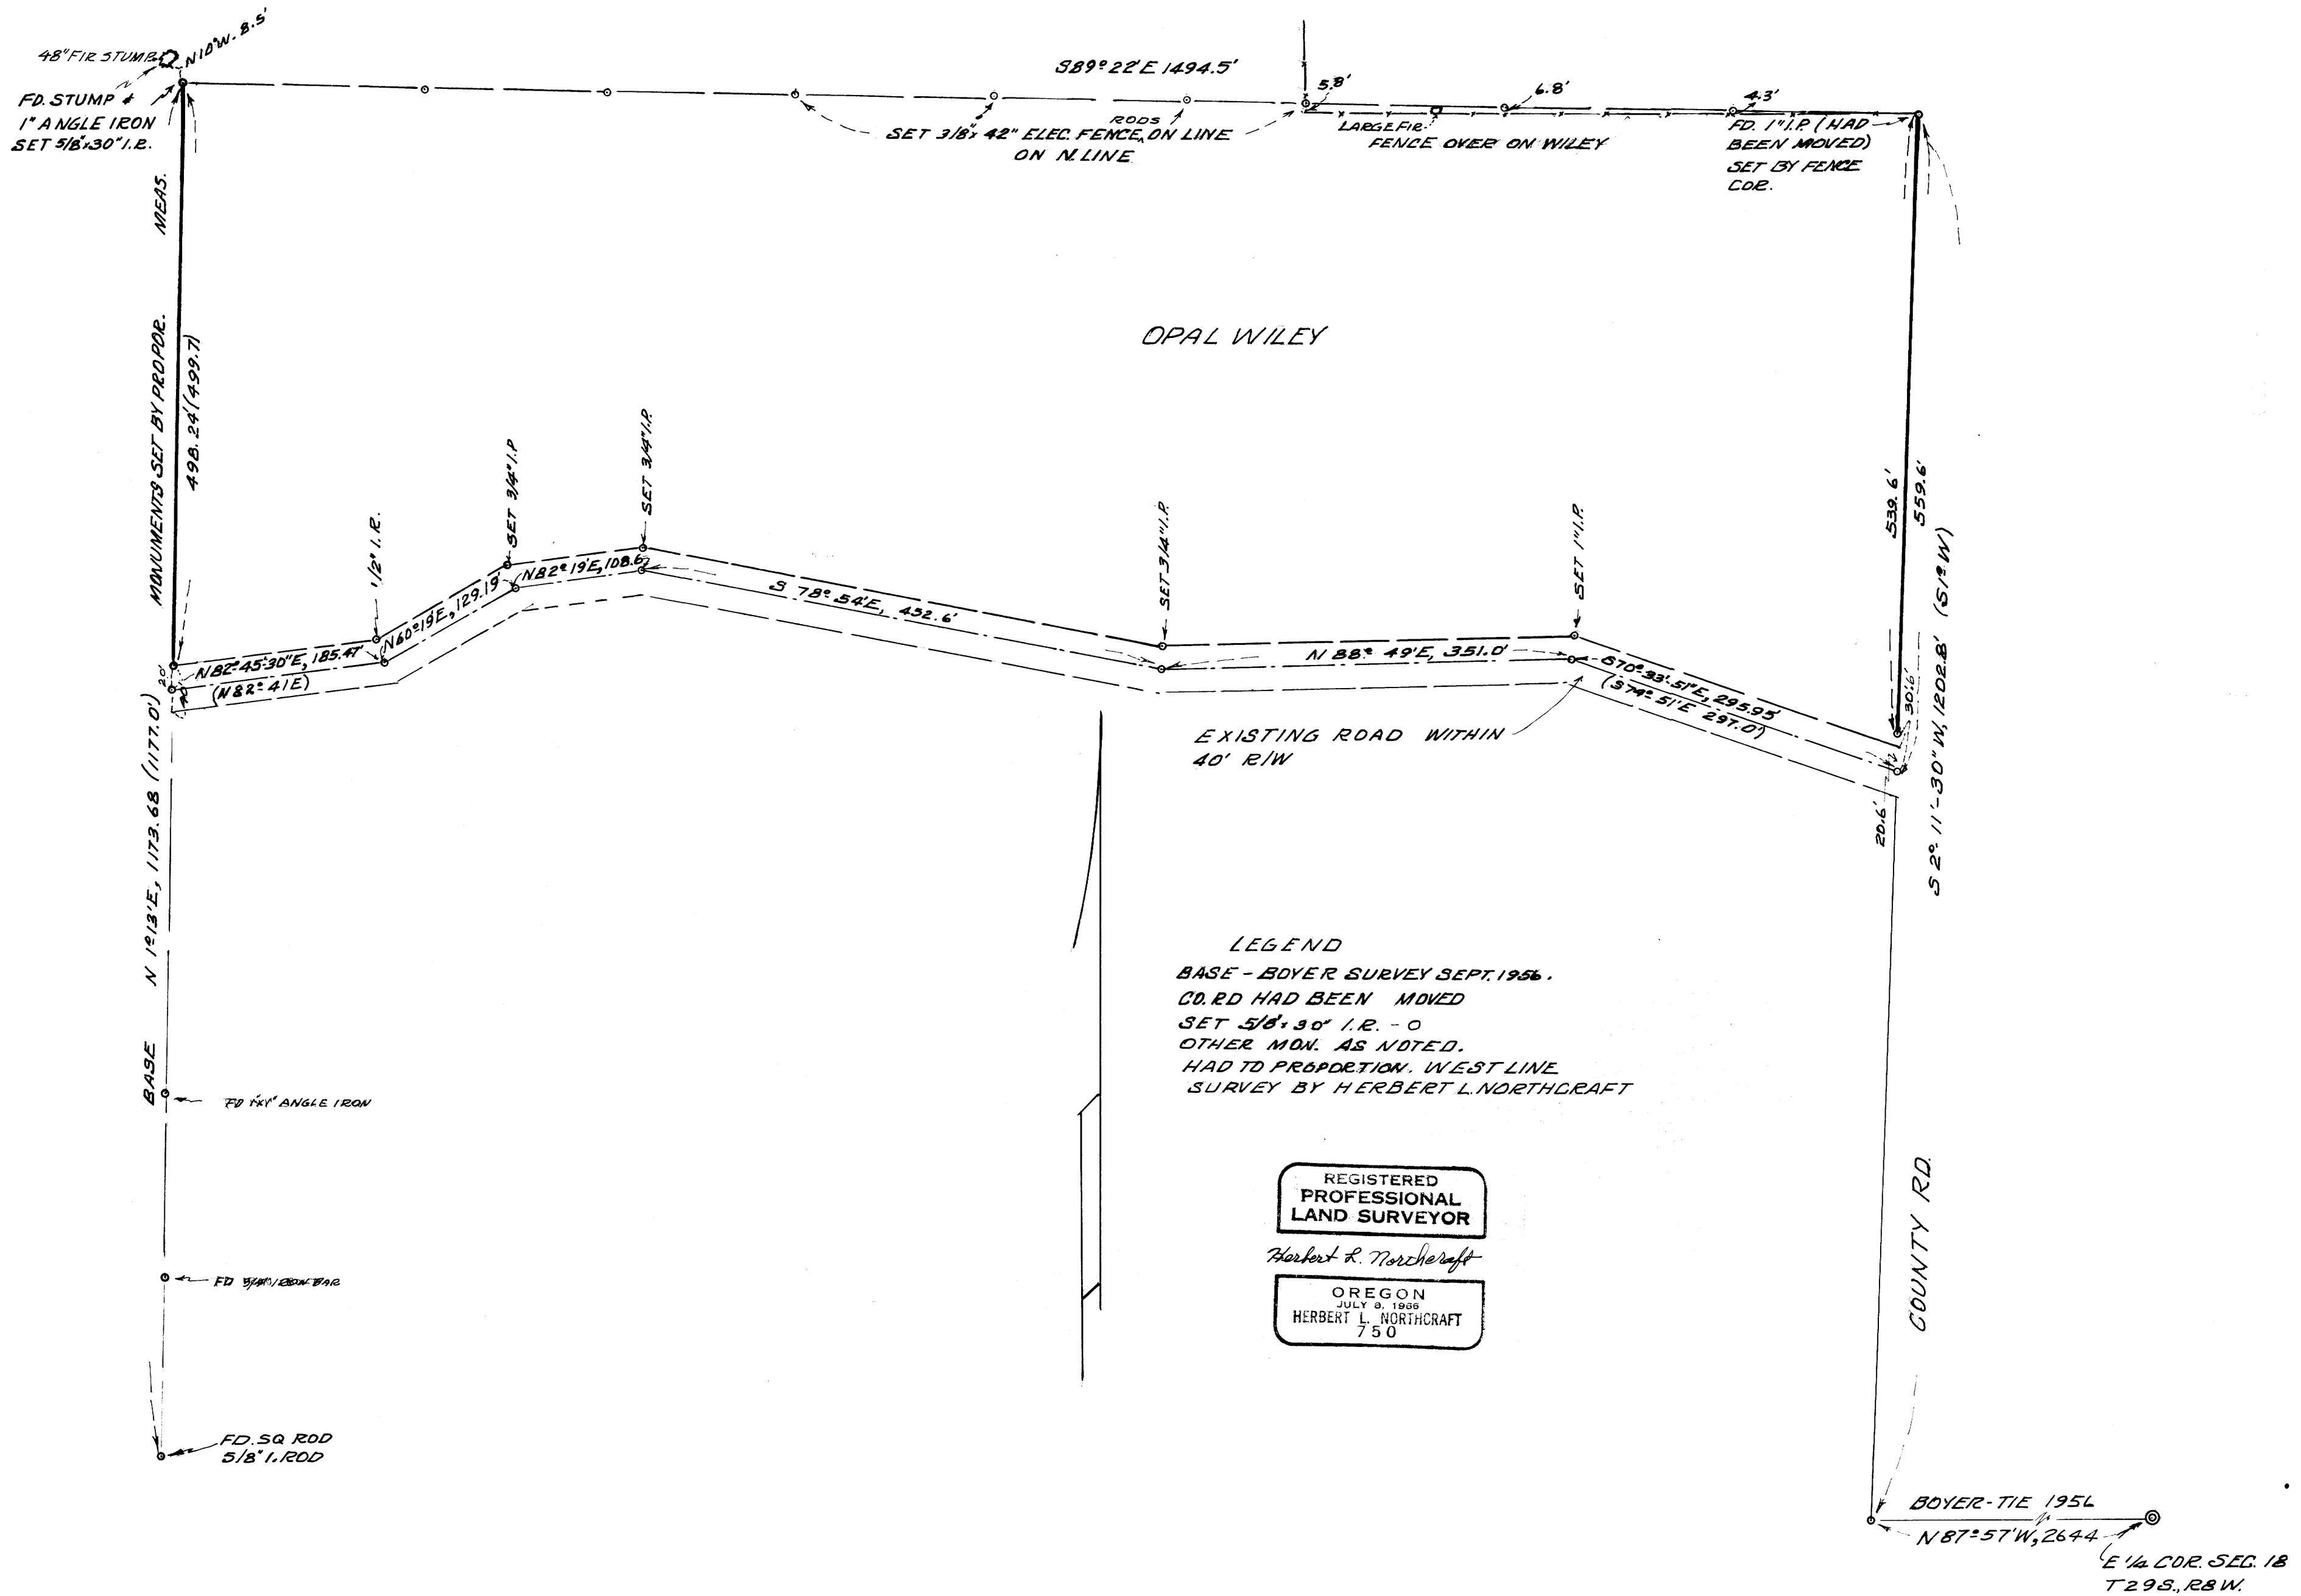 48" FIR STUMP
N10°W. 8.5'
FD. STUMP &
1" ANGLE IRON
SET 5/8"x30" I.R.
S89°22'E 1494.5'
5.8'
6.8'
4.3'
RODS
SET 3/8"x 42" ELEC. FENCE, ON LINE
ON N. LINE
LARGE FIR
FENCE OVER ON WILEY
FD. 1" I.P. (HAD
BEEN MOVED)
SET BY FENCE
COR.
MONUMENTS SET BY PROPOR. MEAS.
498.24' (499.7)
OPAL WILEY
1/2" I.R.
SET 3/4" I.P
SET 3/4" I.P.
SET 3/4" I.P.
SET 1" I.P.
539.6'
559.6'
S 2°-11'-30" W, 1202.8' (S1°W)
N82°-45'-30"E, 185.47'
(N82°-41'E)
20'
N60°-19'E, 129.19'
N82°19'E, 108.6'
S 78°-54'E, 452.6'
N 88° 49'E, 351.0'
S70°-33'-51"E, 295.95'
(S74°-51'E 297.0')
30.6'
20.6'
EXISTING ROAD WITHIN
40' R/W
BASE N 1°13'E, 1173.68 (1177.0')
FD 1"x1" ANGLE IRON
FD IRON BAR
FD. SQ ROD
5/8" I. ROD
LEGEND
BASE - BOYER SURVEY SEPT. 1956.
CO. RD HAD BEEN MOVED
SET 5/8"x 30" I.R. - O
OTHER MON. AS NOTED.
HAD TO PROPORTION. WEST LINE
SURVEY BY HERBERT L. NORTHCRAFT
REGISTERED
PROFESSIONAL
LAND SURVEYOR
Herbert L. Northcraft
OREGON
JULY 8, 1966
HERBERT L. NORTHCRAFT
750
COUNTY RD.
BOYER-TIE 1956
N87°57'W, 2644
E 1/4 COR. SEC. 18
T29S., R8W.